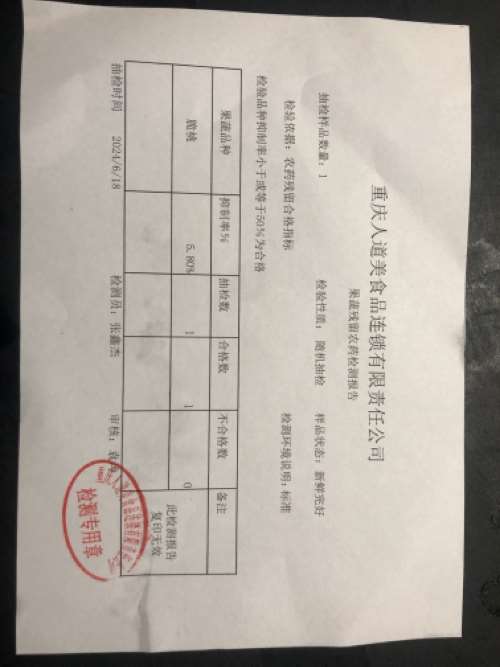 重庆人道美食品连锁有限责任公司
果蔬残留农药检测报告
抽检样品数量：1 检验性质：随机抽检 样品状态：新鲜完好
检验依据：农药残留合格指标 检测环境说明：标准
检验品种抑制率小于或等于50%为合格
果蔬品种 抑制率% 抽检数 合格数 不合格数 备注
脆桃 5.80% 1 1 0 此检测报告
复印无效
抽检时间 2024/6/18 检测员：张鑫杰 审核：袁
检测专用章